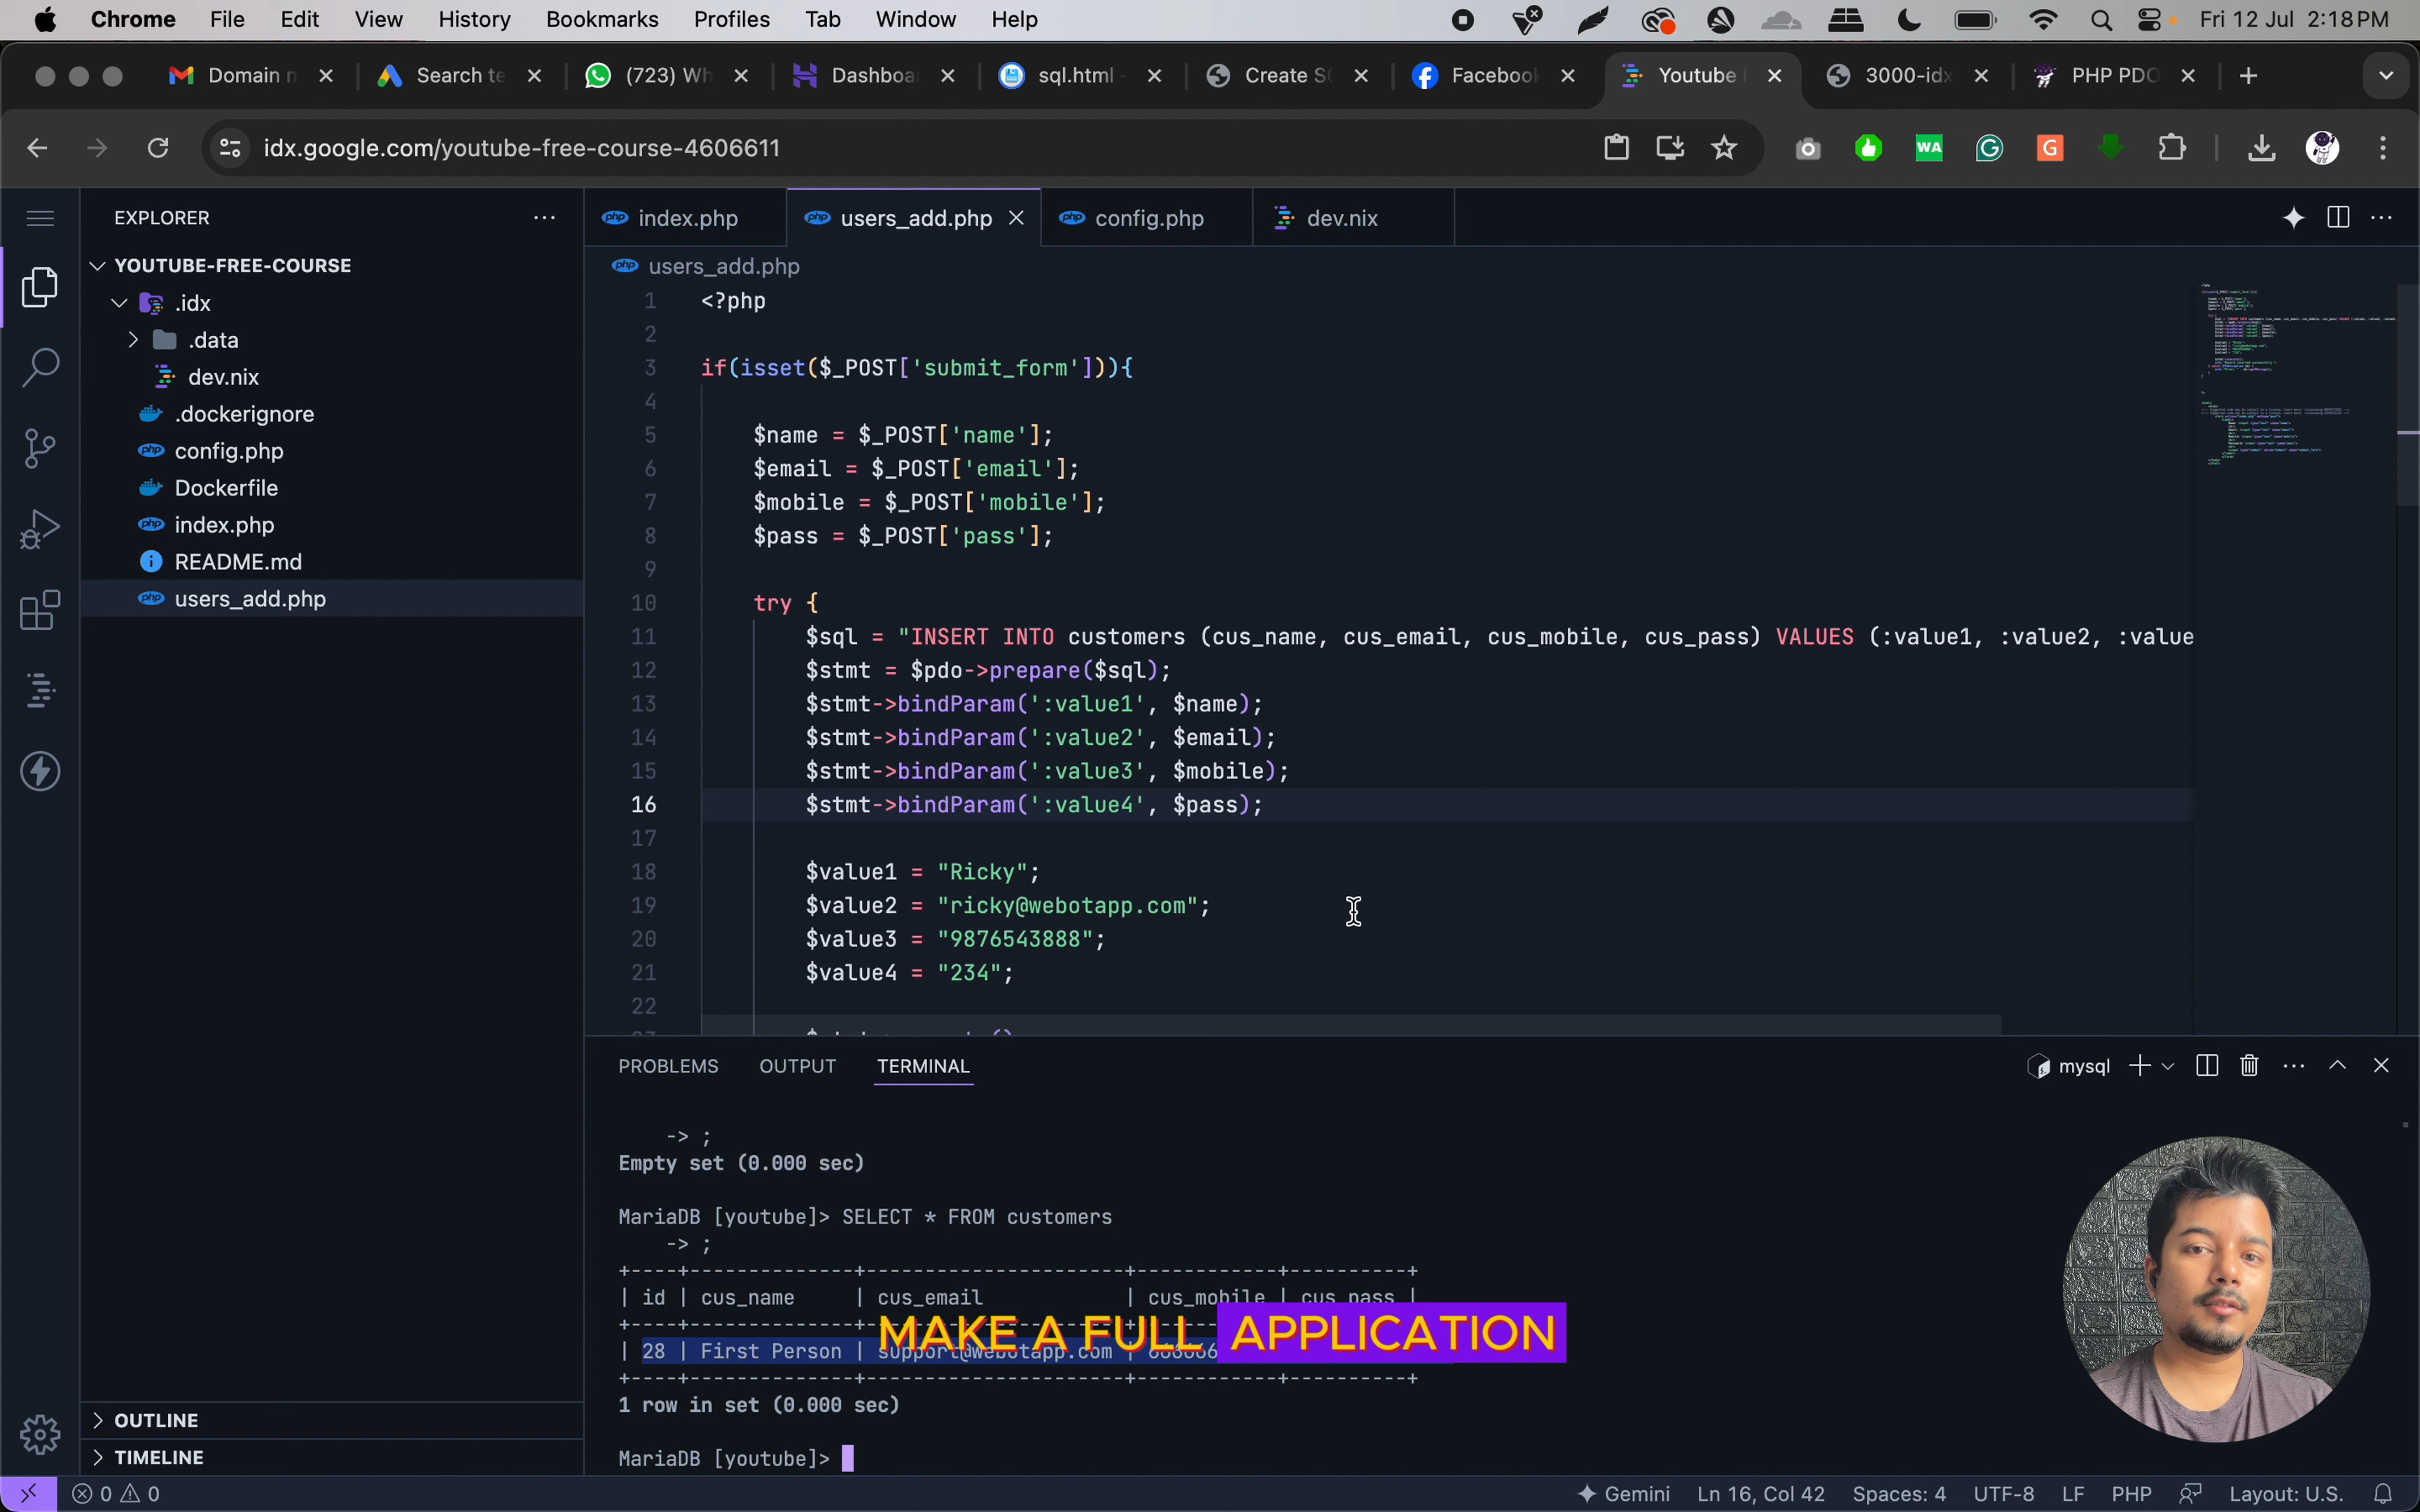 Chrome File Edit View History Bookmarks Profiles Tab Window Help Fri 12 Jul 2:18 PM
Domain n Search te (723) Wh Dashboa sql.html - Create S Facebook Youtube 3000-idx PHP PDO
idx.google.com/youtube-free-course-4606611
WA G
EXPLORER
index.php users_add.php config.php dev.nix
YOUTUBE-FREE-COURSE
.idx
.data
dev.nix
.dockerignore
config.php
Dockerfile
index.php
README.md
users_add.php
OUTLINE
TIMELINE
users_add.php
1 <?php
2
3 if(isset($_POST['submit_form'])){
4
5 $name = $_POST['name'];
6 $email = $_POST['email'];
7 $mobile = $_POST['mobile'];
8 $pass = $_POST['pass'];
9
10 try {
11 $sql = "INSERT INTO customers (cus_name, cus_email, cus_mobile, cus_pass) VALUES (:value1, :value2, :value
12 $stmt = $pdo->prepare($sql);
13 $stmt->bindParam(':value1', $name);
14 $stmt->bindParam(':value2', $email);
15 $stmt->bindParam(':value3', $mobile);
16 $stmt->bindParam(':value4', $pass);
17
18 $value1 = "Ricky";
19 $value2 = "ricky@webotapp.com";
20 $value3 = "9876543888";
21 $value4 = "234";
22
PROBLEMS OUTPUT TERMINAL mysql
-> ;
Empty set (0.000 sec)
MariaDB [youtube]> SELECT * FROM customers
-> ;
+----+-------------+--------------------+------------+----------+
| id | cus_name | cus_email | cus_mobile | cus_pass |
MAKE A FULL APPLICATION
| 28 | First Person | support@webotapp.com | 666666
+----+-------------+--------------------+------------+----------+
1 row in set (0.000 sec)
MariaDB [youtube]>
0 0 Gemini Ln 16, Col 42 Spaces: 4 UTF-8 LF PHP Layout: U.S.